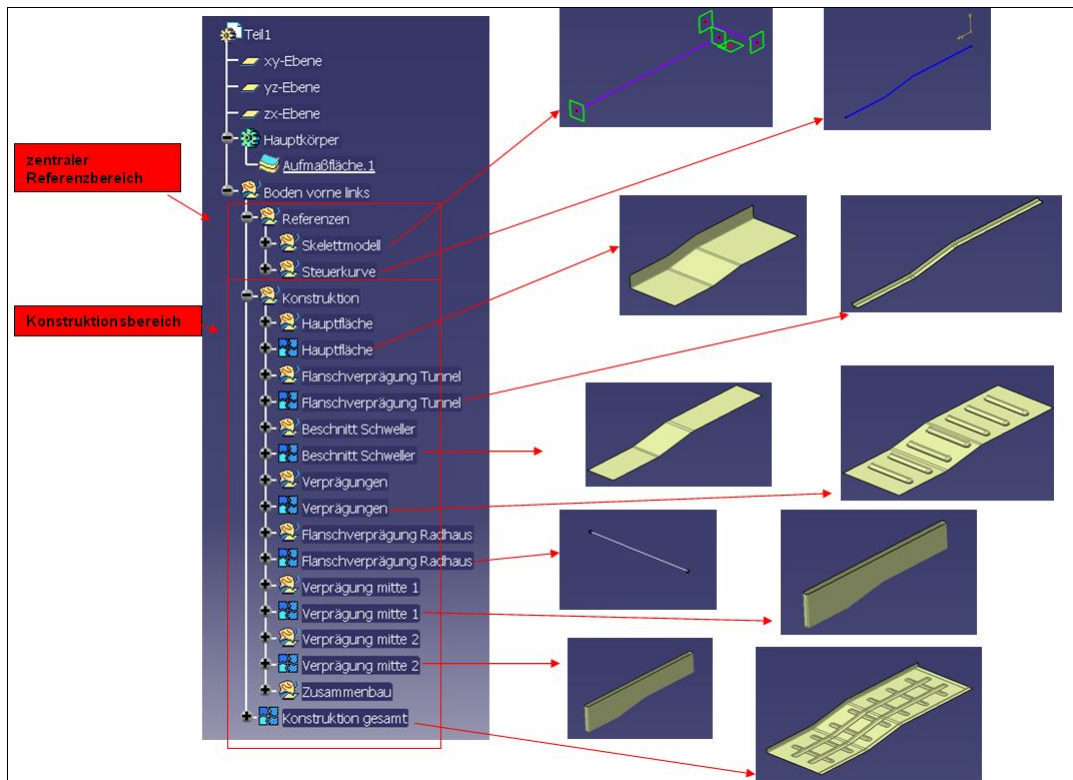 Teil1
xy-Ebene
yz-Ebene
zx-Ebene
Hauptkörper
Aufmaßfläche.1
Boden vorne links
zentraler
Referenzbereich
Referenzen
Skelettmodell
Steuerkurve
Konstruktionsbereich
Konstruktion
Hauptfläche
Hauptfläche
Flanschverprägung Tunnel
Flanschverprägung Tunnel
Beschnitt Schweller
Beschnitt Schweller
Verprägungen
Verprägungen
Flanschverprägung Radhaus
Flanschverprägung Radhaus
Verprägung mitte 1
Verprägung mitte 1
Verprägung mitte 2
Verprägung mitte 2
Zusammenbau
Konstruktion gesamt